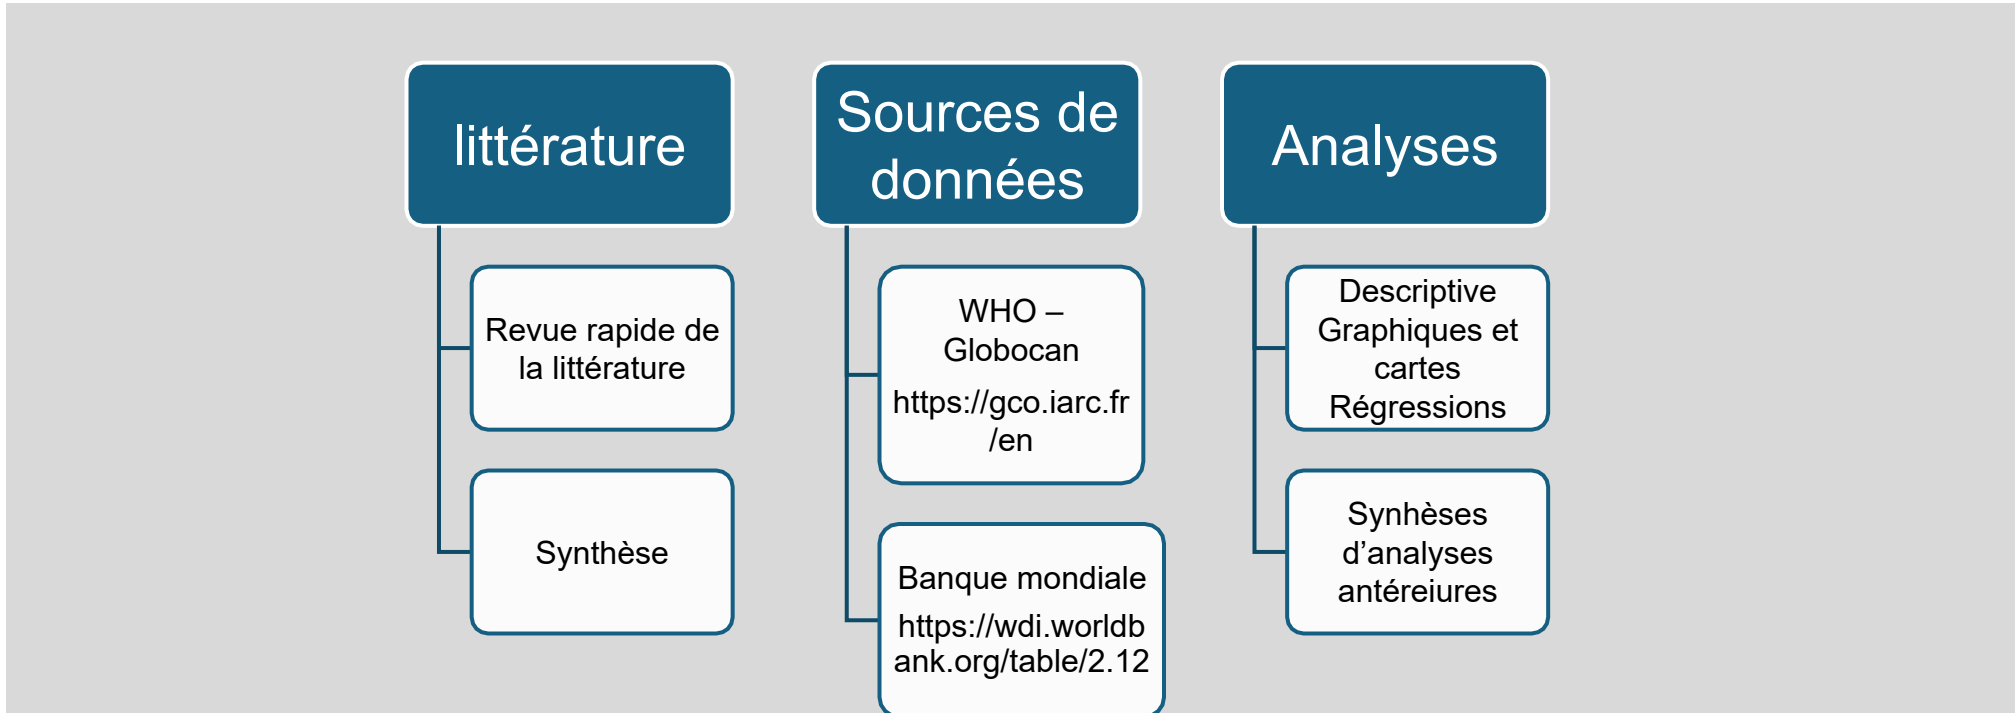 littérature
Revue rapide de
la littérature
Synthèse
Sources de
données
WHO –
Globocan
https://gco.iarc.fr
/en
Banque mondiale
https://wdi.worldb
ank.org/table/2.12
Analyses
Descriptive
Graphiques et
cartes
Régressions
Synhèses
d’analyses
antéreiures